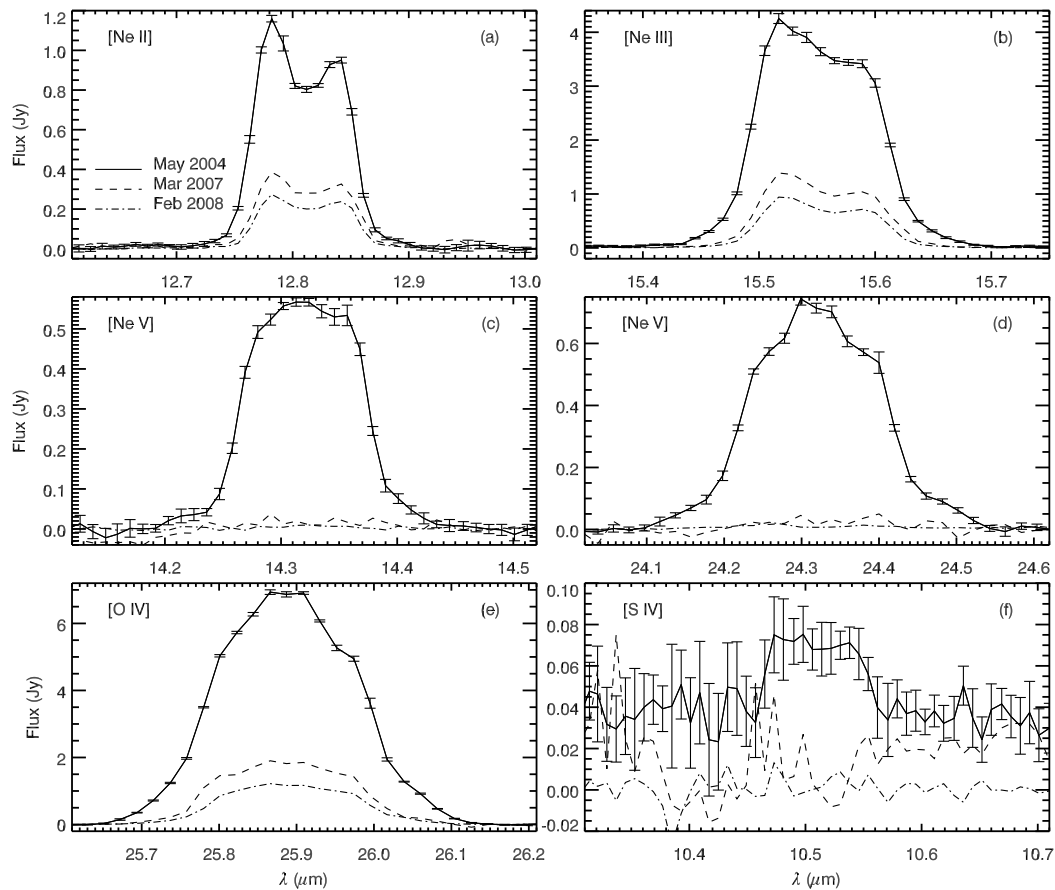 [Ne II] (a)
1.2
1.0
0.8
0.6
0.4
0.2
0.0
Flux (Jy)
May 2004
Mar 2007
Feb 2008
12.7 12.8 12.9 13.0
[Ne III] (b)
4
3
2
1
0
15.4 15.5 15.6 15.7
[Ne V] (c)
0.5
0.4
0.3
0.2
0.1
0.0
Flux (Jy)
14.2 14.3 14.4 14.5
[Ne V] (d)
0.6
0.4
0.2
0.0
24.1 24.2 24.3 24.4 24.5 24.6
[O IV] (e)
6
4
2
0
Flux (Jy)
25.7 25.8 25.9 26.0 26.1 26.2
λ (μm)
[S IV] (f)
0.10
0.08
0.06
0.04
0.02
0.00
-0.02
10.4 10.5 10.6 10.7
λ (μm)